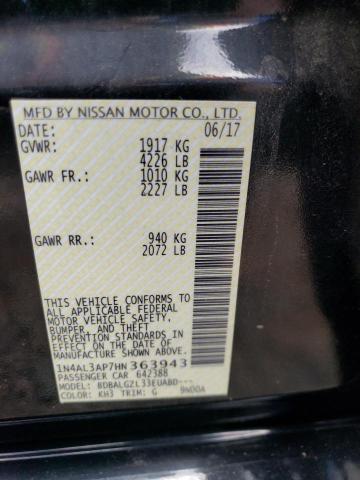 MFD BY NISSAN MOTOR CO., LTD.
DATE: 06/17
GVWR: 1917 KG
4226 LB
GAWR FR.: 1010 KG
2227 LB
GAWR RR.: 940 KG
2072 LB
THIS VEHICLE CONFORMS TO
ALL APPLICABLE FEDERAL
MOTOR VEHICLE SAFETY,
BUMPER, AND THEFT
PREVENTION STANDARDS IN
EFFECT ON THE DATE OF
MANUFACTURE SHOWN ABOVE.
1N4AL3AP7HN363943
PASSENGER CAR 642388
MODEL: BDBALGZL33EUABD---
COLOR: KH3 TRIM: G 9N00A